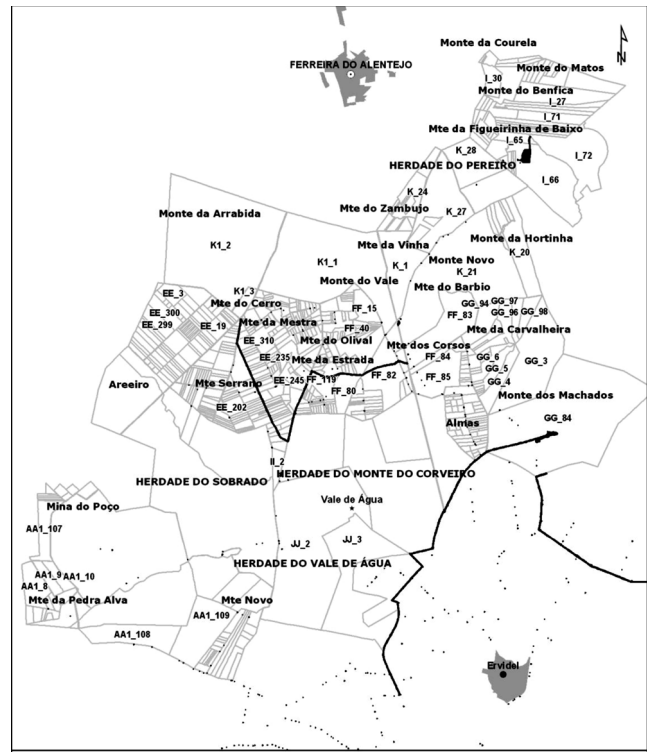 Monte da Courela
N
FERREIRA DO ALENTEJO
Monte do Matos
I_30
Monte do Benfica
I_27
I_71
Mte da Figueirinha de Baixo
I_65
K_28
I_72
HERDADE DO PEREIRO
I_66
K_24
Mte do Zambujo
K_27
Monte da Arrabida
Monte da Hortinha
K1_2
Mte da Vinha
K_20
K1_1
K_1
Monte Novo
K_21
Monte do Vale
Mte do Barbio
EE_3
K1_3
Mte do Cerro
GG_94
GG_97
EE_300
FF_15
FF_83
GG_96
GG_98
EE_299
EE_19
Mte da Mestra
FF_40
Mte da Carvalheira
EE_310
Mte do Olival
Mte dos Corsos
EE_235
Mte da Estrada
FF_84
GG_6
GG_3
GG_5
Areeiro
Mte Serrano
EE_245
FF_119
FF_82
FF_85
GG_4
FF_80
Monte dos Machados
EE_202
GG_84
Almas
II_2
HERDADE DO MONTE DO CORVEIRO
HERDADE DO SOBRADO
Vale de Água
Mina do Poço
AA1_107
JJ_2
JJ_3
HERDADE DO VALE DE ÁGUA
AA1_9
AA1_10
AA1_8
Mte da Pedra Alva
Mte Novo
AA1_109
AA1_108
Ervidel